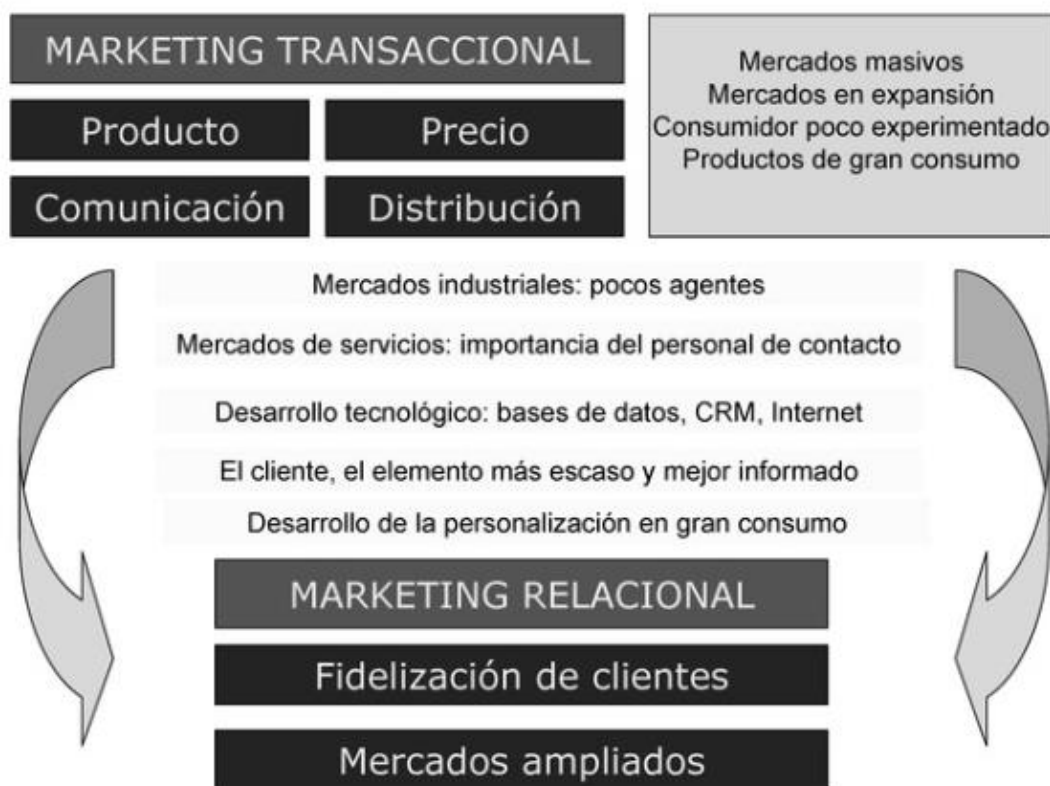 MARKETING TRANSACCIONAL
Producto
Precio
Comunicación
Distribución
Mercados masivos
Mercados en expansión
Consumidor poco experimentado
Productos de gran consumo
Mercados industriales: pocos agentes
Mercados de servicios: importancia del personal de contacto
Desarrollo tecnológico: bases de datos, CRM, Internet
El cliente, el elemento más escaso y mejor informado
Desarrollo de la personalización en gran consumo
MARKETING RELACIONAL
Fidelización de clientes
Mercados ampliados